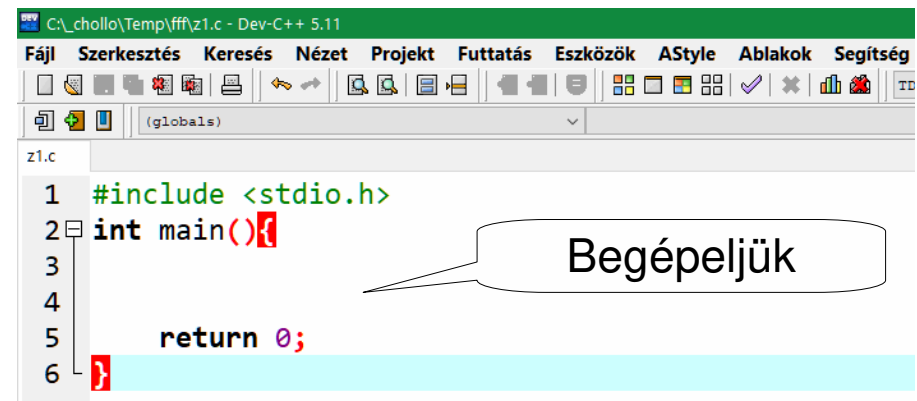 C:\_chollo\Temp\fff\z1.c - Dev-C++ 5.11
Fájl Szerkesztés Keresés Nézet Projekt Futtatás Eszközök AStyle Ablakok Segítség
TD
(globals)
z1.c
1 #include <stdio.h>
2 int main(){
3
4
5 return 0;
6 }
Begépeljük